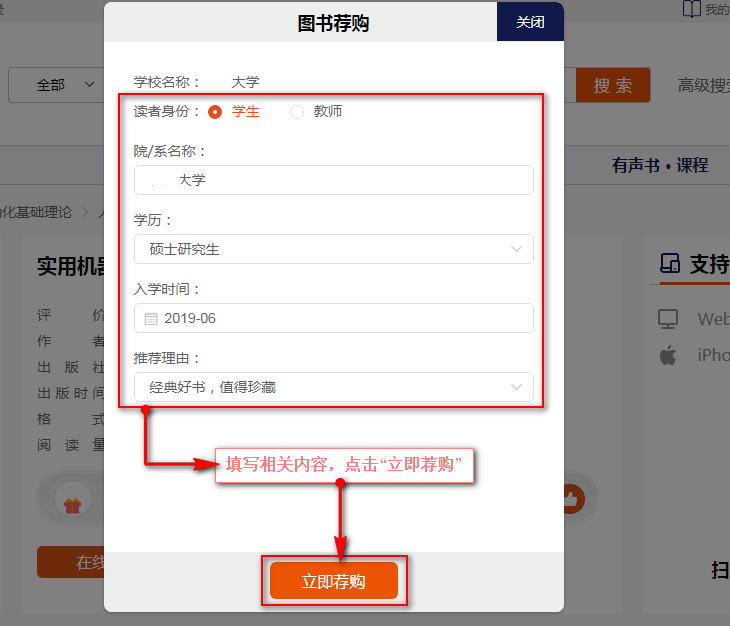 录
图书荐购
关闭
我的
全部
学校名称： 大学
搜 索
高级搜索
读者身份： 学生 教师
院/系名称：
大学
有声书 • 课程
化基础理论
学历：
硕士研究生
实用机器
支持
入学时间：
2019-06
评 价
Web
作 者
推荐理由：
iPho
出 版 社
经典好书，值得珍藏
出 版 时 间
格 式
阅 读 量
填写相关内容，点击“立即荐购”
在线
扫
立即荐购